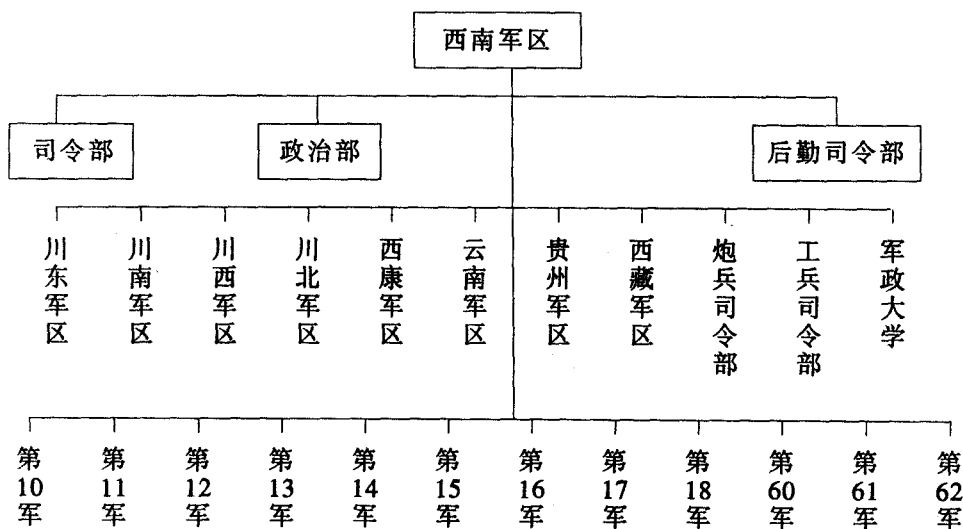 西南军区
司令部
政治部
后勤司令部
川东军区
川南军区
川西军区
川北军区
西康军区
云南军区
贵州军区
西藏军区
炮兵司令部
工兵司令部
军政大学
第10军
第11军
第12军
第13军
第14军
第15军
第16军
第17军
第18军
第60军
第61军
第62军